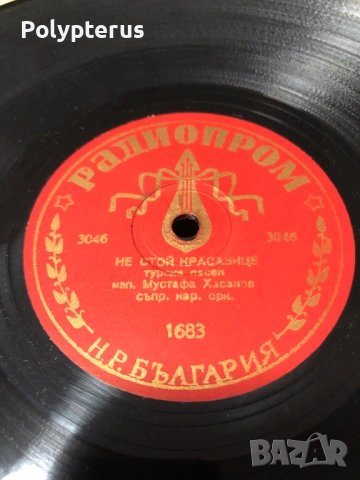 Polypterus
РАДИОПРОМ
3046 3046
НЕ СТОЙ КРАСАВИЦЕ
турска песен
изп. Мустафа Хасанов
съпр. нар. орк.
1683
Н.Р.БЪЛГАРИЯ
BAZAR